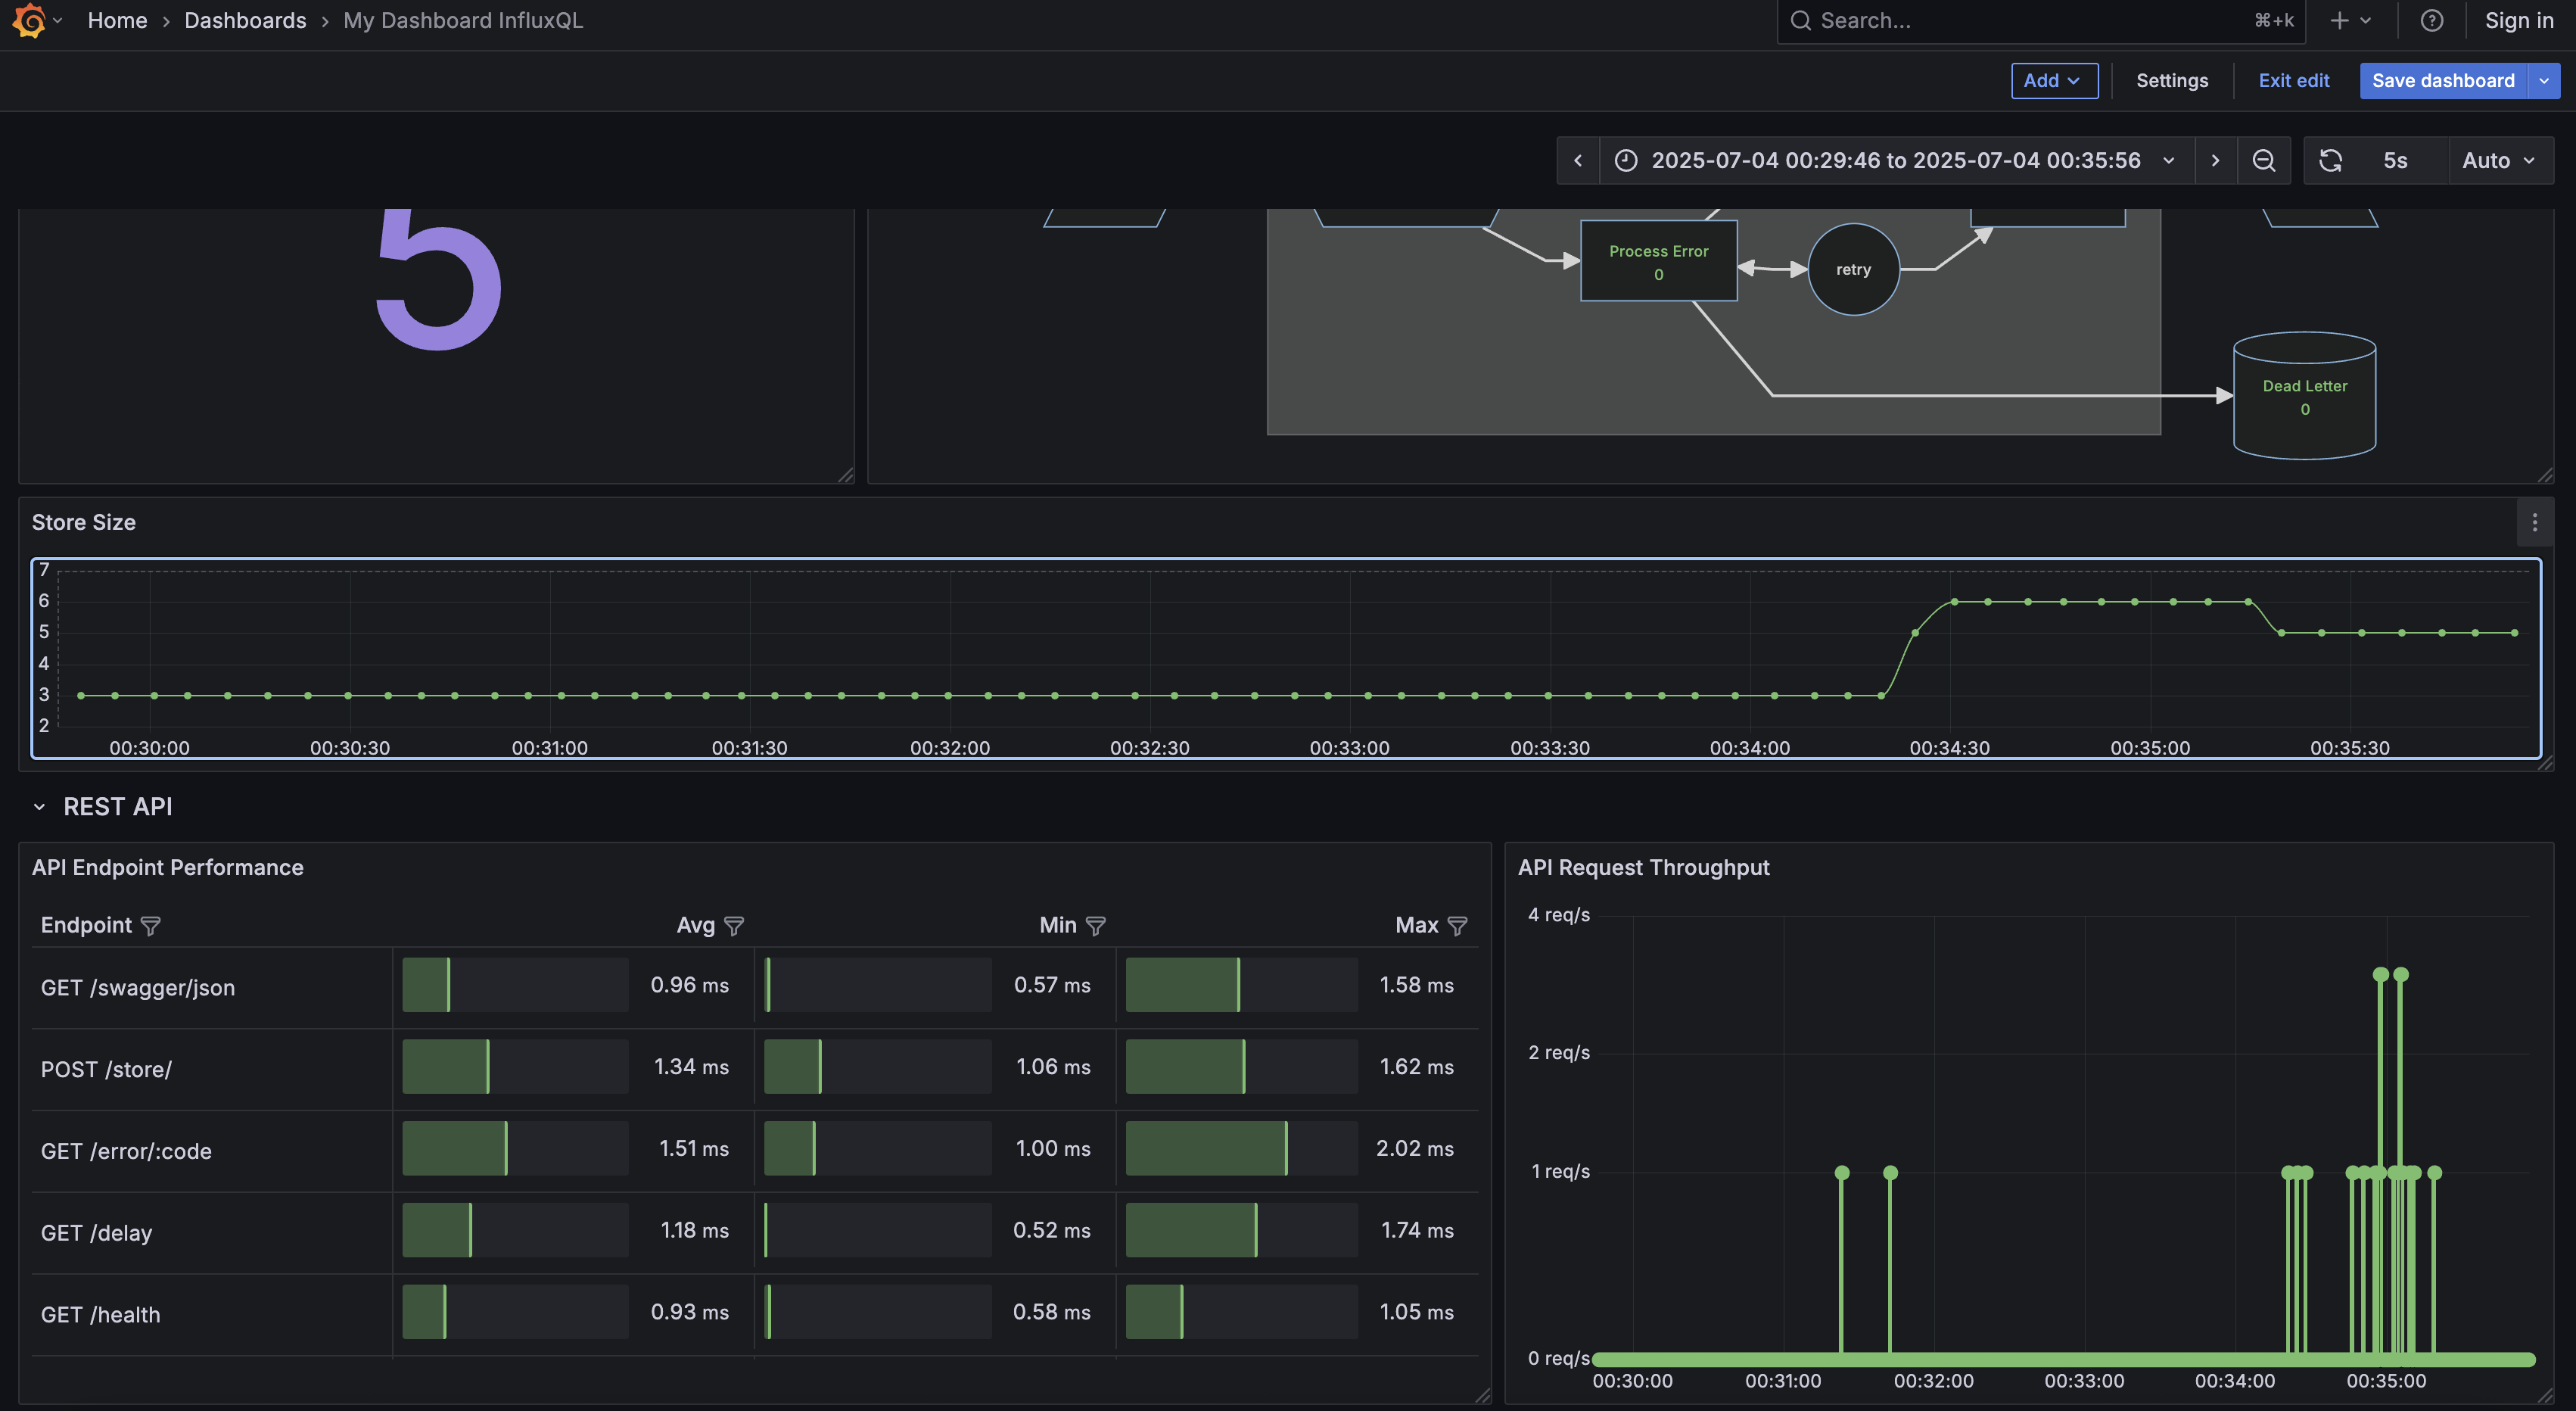 Home › Dashboards › My Dashboard InfluxQL
Search...
⌘+k
Sign in
Add
Settings
Exit edit
Save dashboard
2025-07-04 00:29:46 to 2025-07-04 00:35:56
5s
Auto
5
Process Error
0
retry
Dead Letter
0
Store Size
7
6
5
4
3
2
00:30:00 00:30:30 00:31:00 00:31:30 00:32:00 00:32:30 00:33:00 00:33:30 00:34:00 00:34:30 00:35:00 00:35:30
REST API
API Endpoint Performance
Endpoint Avg Min Max
GET /swagger/json 0.96 ms 0.57 ms 1.58 ms
POST /store/ 1.34 ms 1.06 ms 1.62 ms
GET /error/:code 1.51 ms 1.00 ms 2.02 ms
GET /delay 1.18 ms 0.52 ms 1.74 ms
GET /health 0.93 ms 0.58 ms 1.05 ms
API Request Throughput
4 req/s
2 req/s
1 req/s
0 req/s
00:30:00 00:31:00 00:32:00 00:33:00 00:34:00 00:35:00